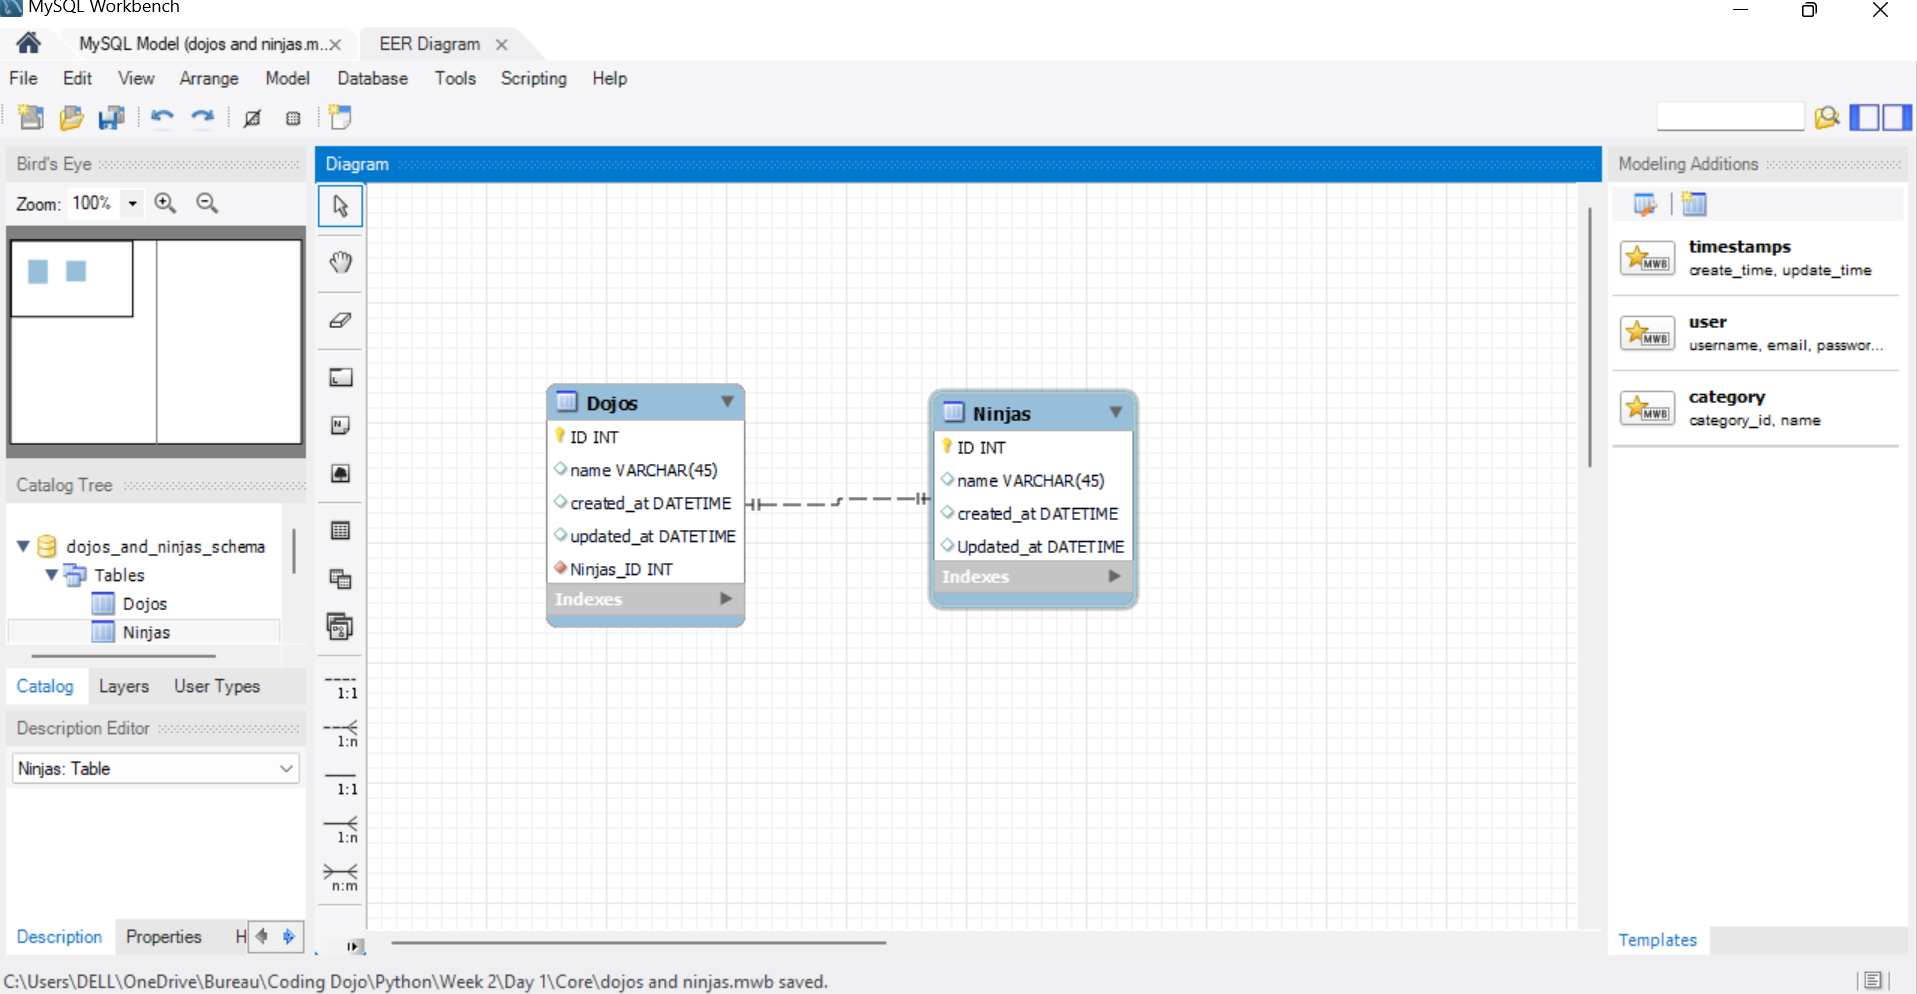 MySQL Workbench
MySQL Model (dojos and ninjas.m..
EER Diagram
File Edit View Arrange Model Database Tools Scripting Help
Bird's Eye
Zoom: 100%
Catalog Tree
dojos_and_ninjas_schema
Tables
Dojos
Ninjas
Catalog Layers User Types
Description Editor
Ninjas: Table
Description Properties H
Diagram
N
1:1
1:n
1:1
1:n
n:m
Dojos
ID INT
name VARCHAR(45)
created_at DATETIME
updated_at DATETIME
Ninjas_ID INT
Indexes
Ninjas
ID INT
name VARCHAR(45)
created_at DATETIME
Updated_at DATETIME
Indexes
Modeling Additions
MWB
timestamps
create_time, update_time
MWB
user
username, email, passwor...
MWB
category
category_id, name
Templates
C:\Users\DELL\OneDrive\Bureau\Coding Dojo\Python\Week 2\Day 1\Core\dojos and ninjas.mwb saved.